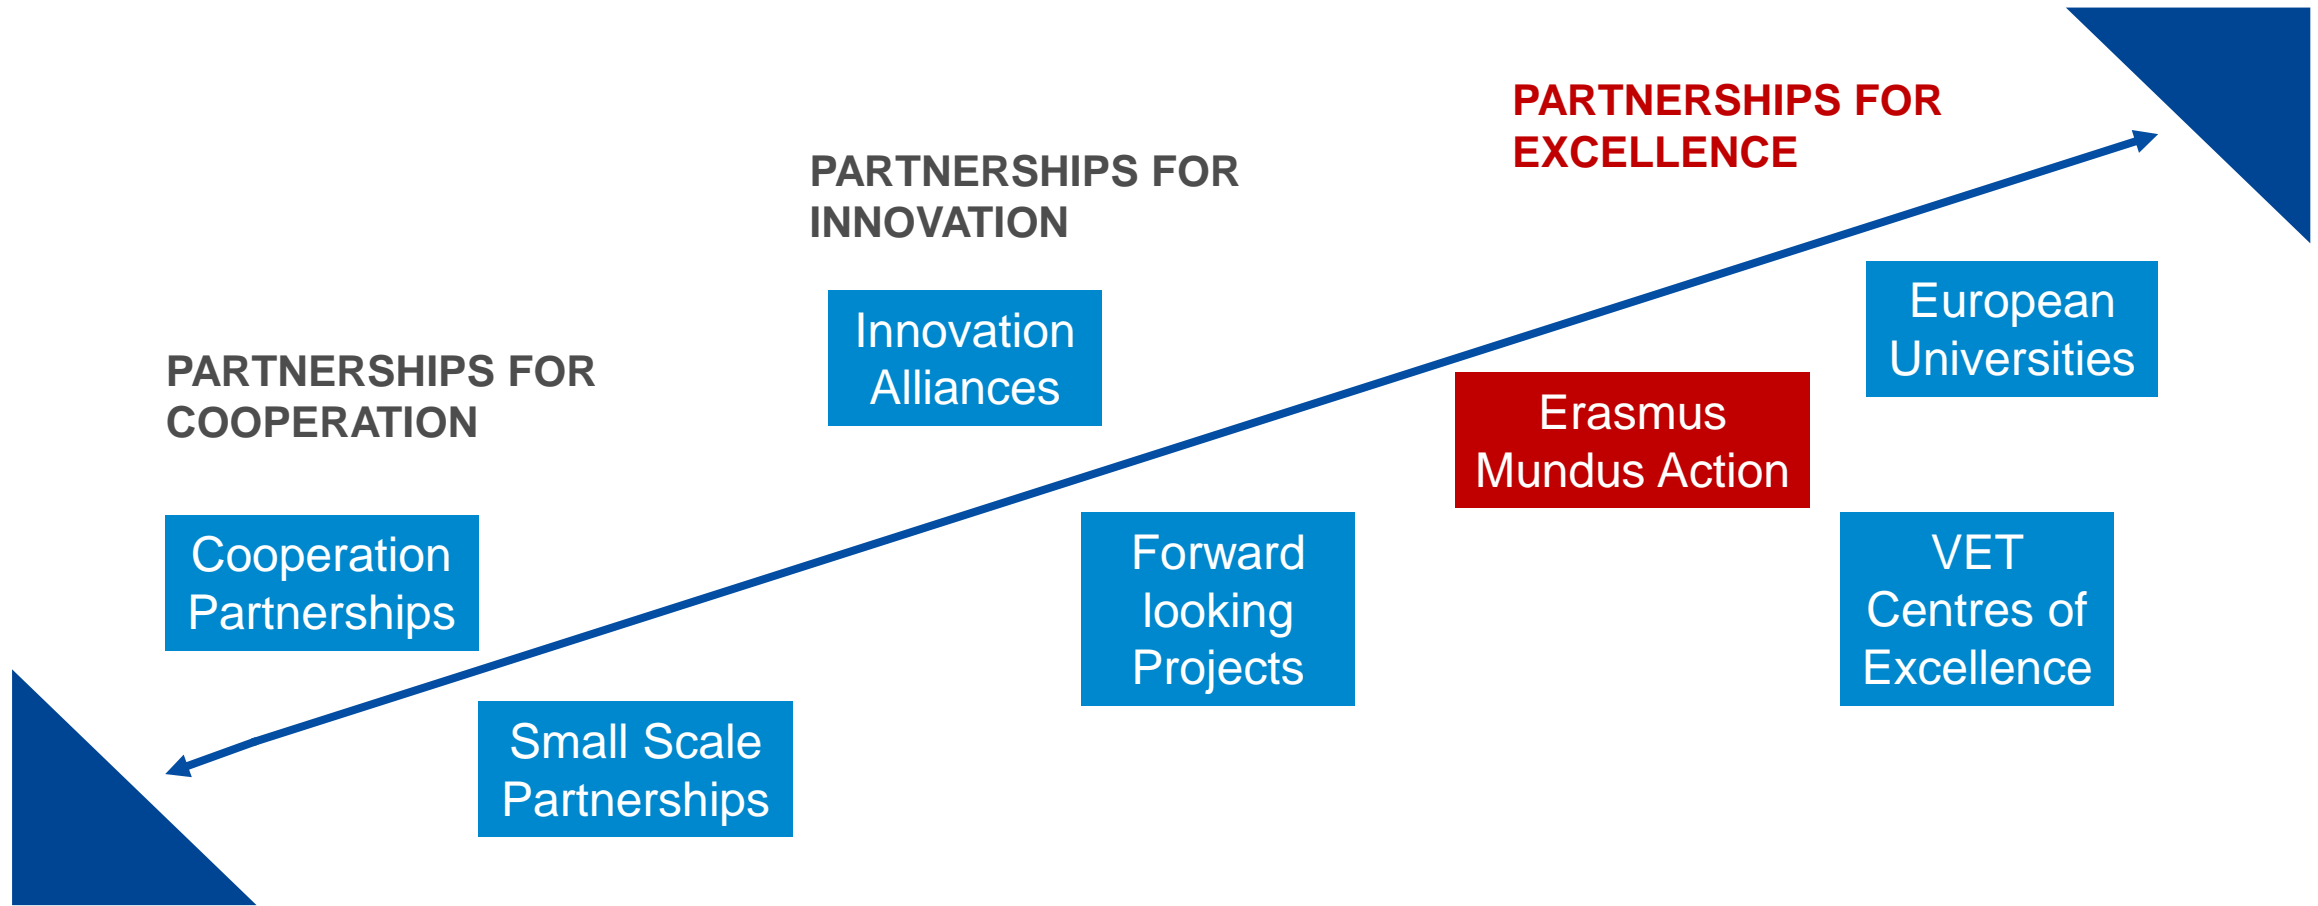 PARTNERSHIPS FOR
COOPERATION
Cooperation
Partnerships
Small Scale
Partnerships
PARTNERSHIPS FOR
INNOVATION
Innovation
Alliances
Forward
looking
Projects
PARTNERSHIPS FOR
EXCELLENCE
Erasmus
Mundus Action
European
Universities
VET
Centres of
Excellence